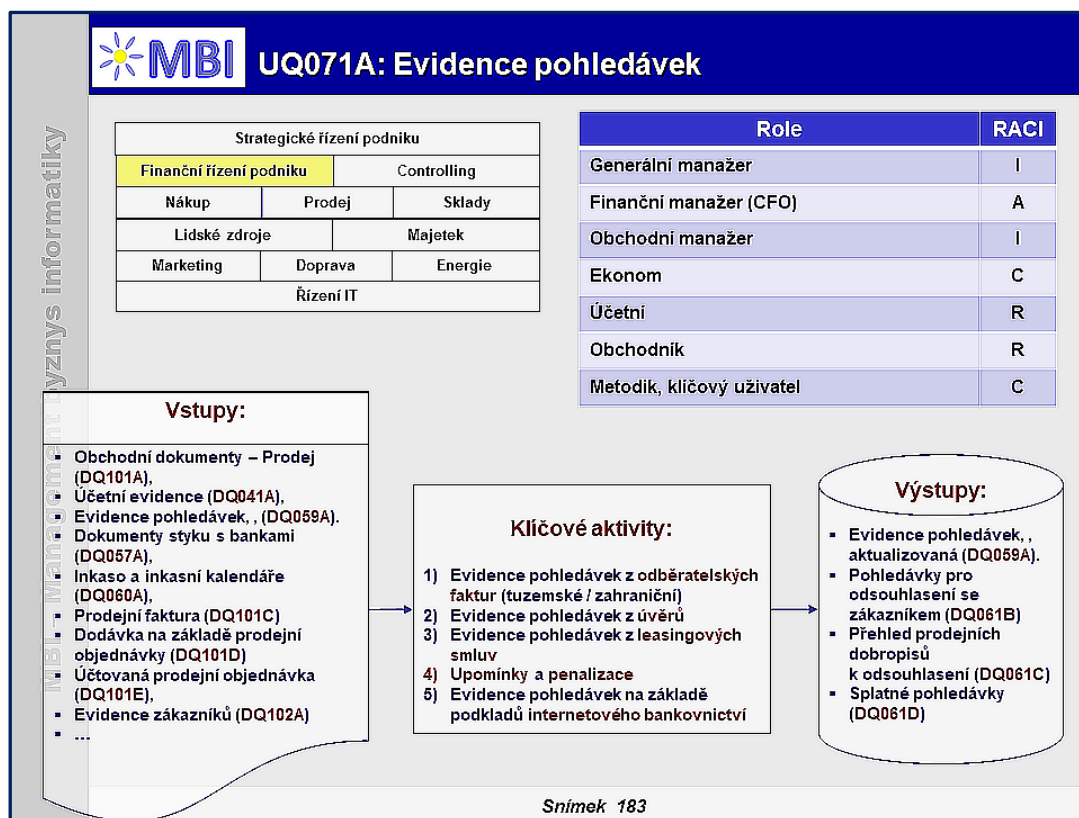 MBI
UQ071A: Evidence pohledávek
MBI – Management byznys informatiky
Strategické řízení podniku
Finanční řízení podniku
Controlling
Nákup
Prodej
Sklady
Lidské zdroje
Majetek
Marketing
Doprava
Energie
Řízení IT
Role RACI
Generální manažer I
Finanční manažer (CFO) A
Obchodní manažer I
Ekonom C
Účetní R
Obchodník R
Metodik, klíčový uživatel C
Vstupy:
▪ Obchodní dokumenty – Prodej
(DQ101A),
▪ Účetní evidence (DQ041A),
▪ Evidence pohledávek, , (DQ059A).
▪ Dokumenty styku s bankami
(DQ057A),
▪ Inkaso a inkasní kalendáře
(DQ060A),
▪ Prodejní faktura (DQ101C)
▪ Dodávka na základě prodejní
objednávky (DQ101D)
▪ Účtovaná prodejní objednávka
(DQ101E),
▪ Evidence zákazníků (DQ102A)
▪ ...
Klíčové aktivity:
1) Evidence pohledávek z odběratelských
faktur (tuzemské / zahraniční)
2) Evidence pohledávek z úvěrů
3) Evidence pohledávek z leasingových
smluv
4) Upomínky a penalizace
5) Evidence pohledávek na základě
podkladů internetového bankovnictví
Výstupy:
▪ Evidence pohledávek, ,
aktualizovaná (DQ059A).
▪ Pohledávky pro
odsouhlasení se
zákazníkem (DQ061B)
▪ Přehled prodejních
dobropisů
k odsouhlasení (DQ061C)
▪ Splatné pohledávky
(DQ061D)
Snímek 183